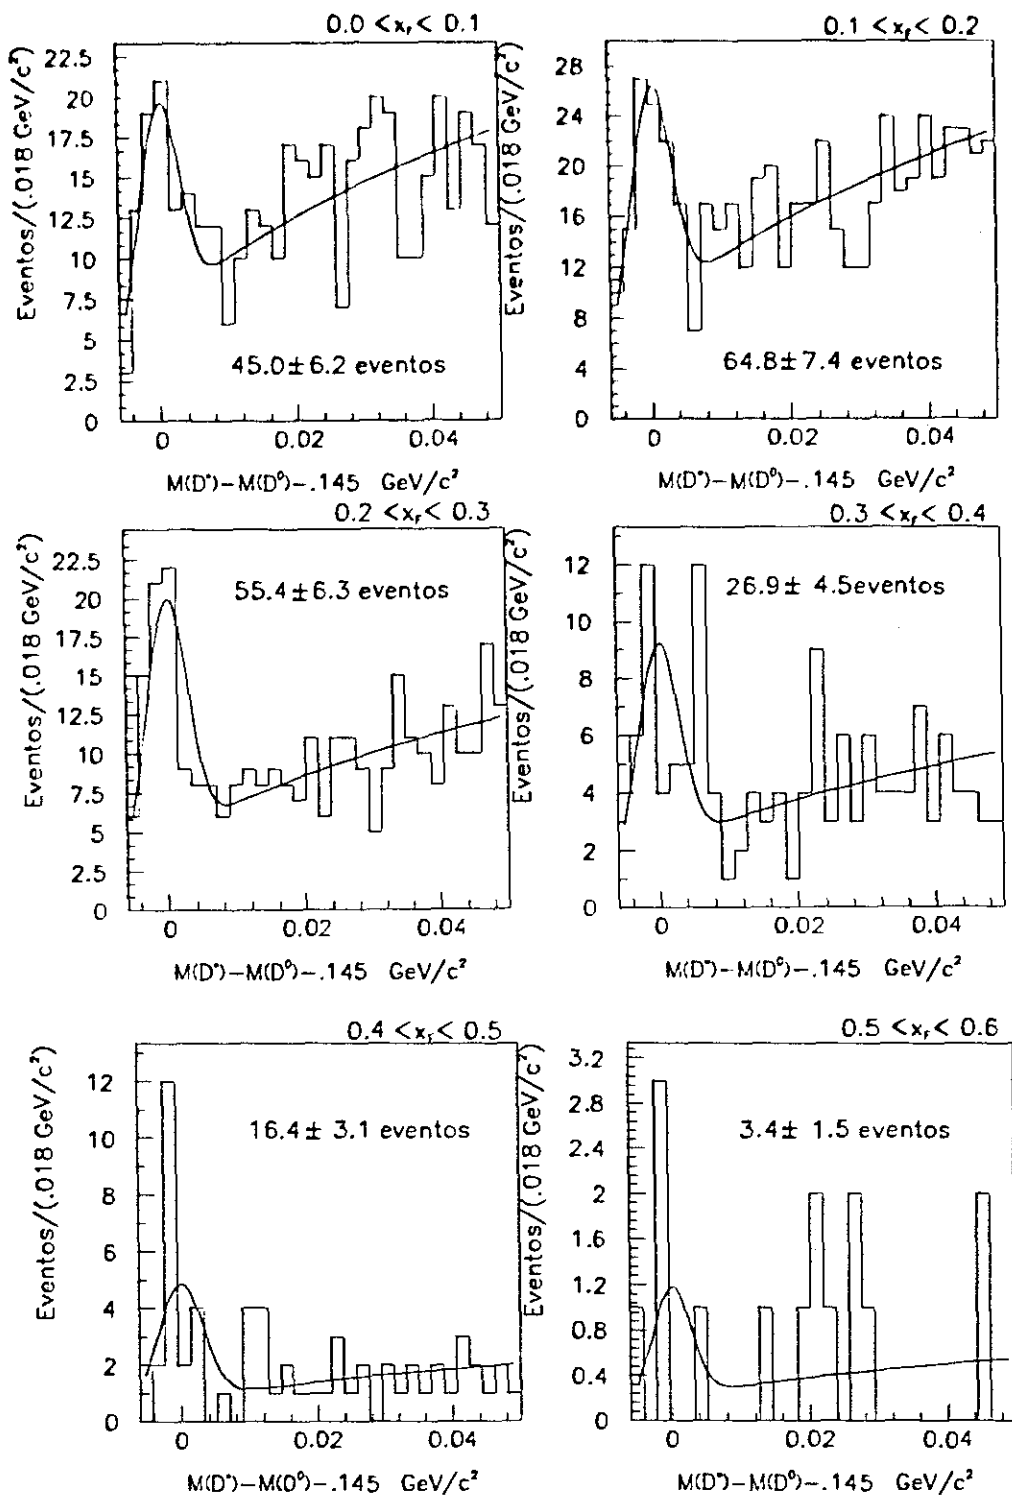 0.0 <x_F< 0.1
Eventos/(.018 GeV/c²)
22.5
20
17.5
15
12.5
10
7.5
5
2.5
0
45.0±6.2 eventos
0
0.02
0.04
M(D*)−M(D⁰)−.145 GeV/c²
0.1 <x_F< 0.2
Eventos/(.018 GeV/c²)
28
24
20
16
12
8
4
0
64.8±7.4 eventos
0
0.02
0.04
M(D*)−M(D⁰)−.145 GeV/c²
0.2 <x_F< 0.3
Eventos/(.018 GeV/c²)
22.5
20
17.5
15
12.5
10
7.5
5
2.5
0
55.4±6.3 eventos
0
0.02
0.04
M(D*)−M(D⁰)−.145 GeV/c²
0.3 <x_F< 0.4
Eventos/(.018 GeV/c²)
12
10
8
6
4
2
0
26.9± 4.5eventos
0
0.02
0.04
M(D*)−M(D⁰)−.145 GeV/c²
0.4 <x_F< 0.5
Eventos/(.018 GeV/c²)
12
10
8
6
4
2
0
16.4± 3.1 eventos
0
0.02
0.04
M(D*)−M(D⁰)−.145 GeV/c²
0.5 <x_F< 0.6
Eventos/(.018 GeV/c²)
3.2
2.8
2.4
2
1.6
1.2
0.8
0.4
0
3.4± 1.5 eventos
0
0.02
0.04
M(D*)−M(D⁰)−.145 GeV/c²